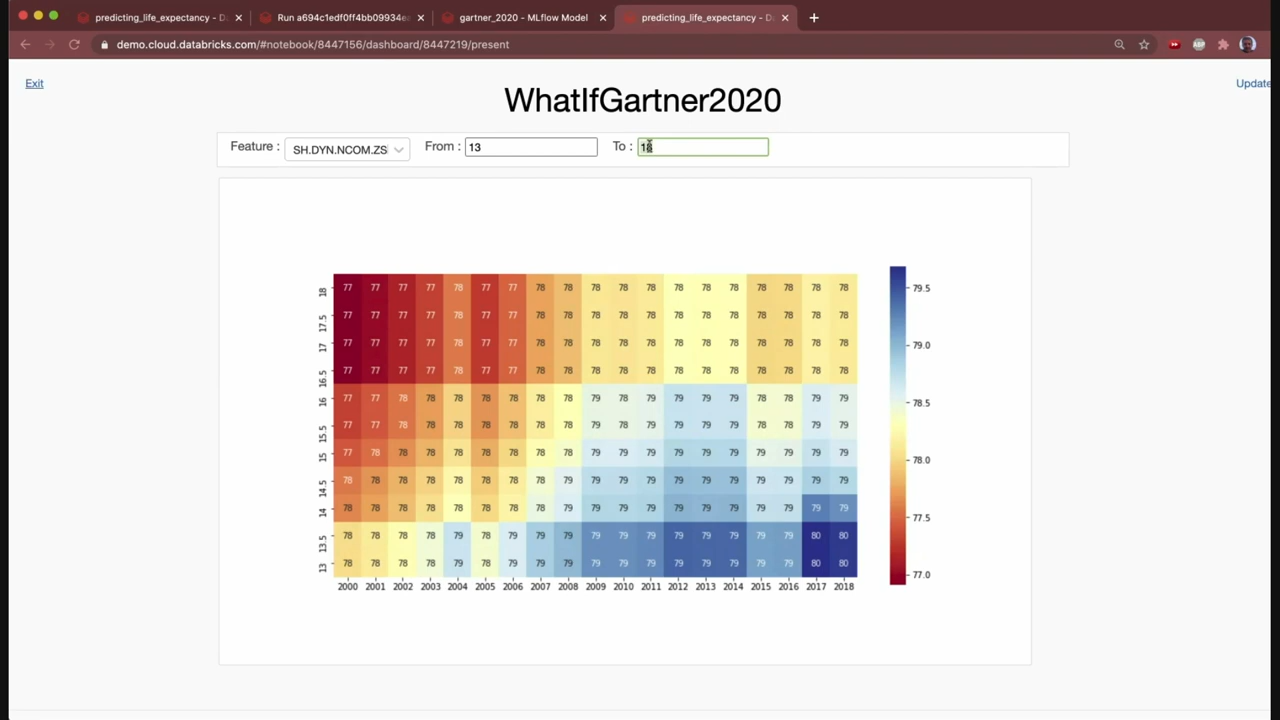 predicting_life_expectancy - D
Run a694c1edf0ff4bb09934e
gartner_2020 - MLflow Model
predicting_life_expectancy - D
demo.cloud.databricks.com/#notebook/8447156/dashboard/8447219/present
Exit
Update
WhatIfGartner2020
Feature : SH.DYN.NCOM.ZS From : 13 To : 18
18 77 77 77 77 78 77 77 78 78 78 78 78 78 78 78 78 78 78 78
17.5 77 77 77 77 78 77 77 78 78 78 78 78 78 78 78 78 78 78 78
17 77 77 77 77 78 77 77 78 78 78 78 78 78 78 78 78 78 78 78
16.5 77 77 77 77 78 77 77 78 78 78 78 78 78 78 78 78 78 78 78
16 77 77 78 78 78 78 78 78 78 79 78 79 79 79 79 78 78 79 79
15.5 77 77 78 78 78 78 78 78 78 79 78 79 79 79 79 78 78 79 79
15 77 78 78 78 78 78 78 78 78 79 79 79 79 79 79 79 79 79 79
14.5 78 78 78 78 78 78 78 78 79 79 79 79 79 79 79 79 79 79 79
14 78 78 78 78 78 78 78 78 79 79 79 79 79 79 79 79 79 79 79
13.5 78 78 78 78 79 78 79 79 79 79 79 79 79 79 79 79 79 80 80
13 78 78 78 78 79 78 79 79 79 79 79 79 79 79 79 79 79 80 80
2000 2001 2002 2003 2004 2005 2006 2007 2008 2009 2010 2011 2012 2013 2014 2015 2016 2017 2018
79.5
79.0
78.5
78.0
77.5
77.0